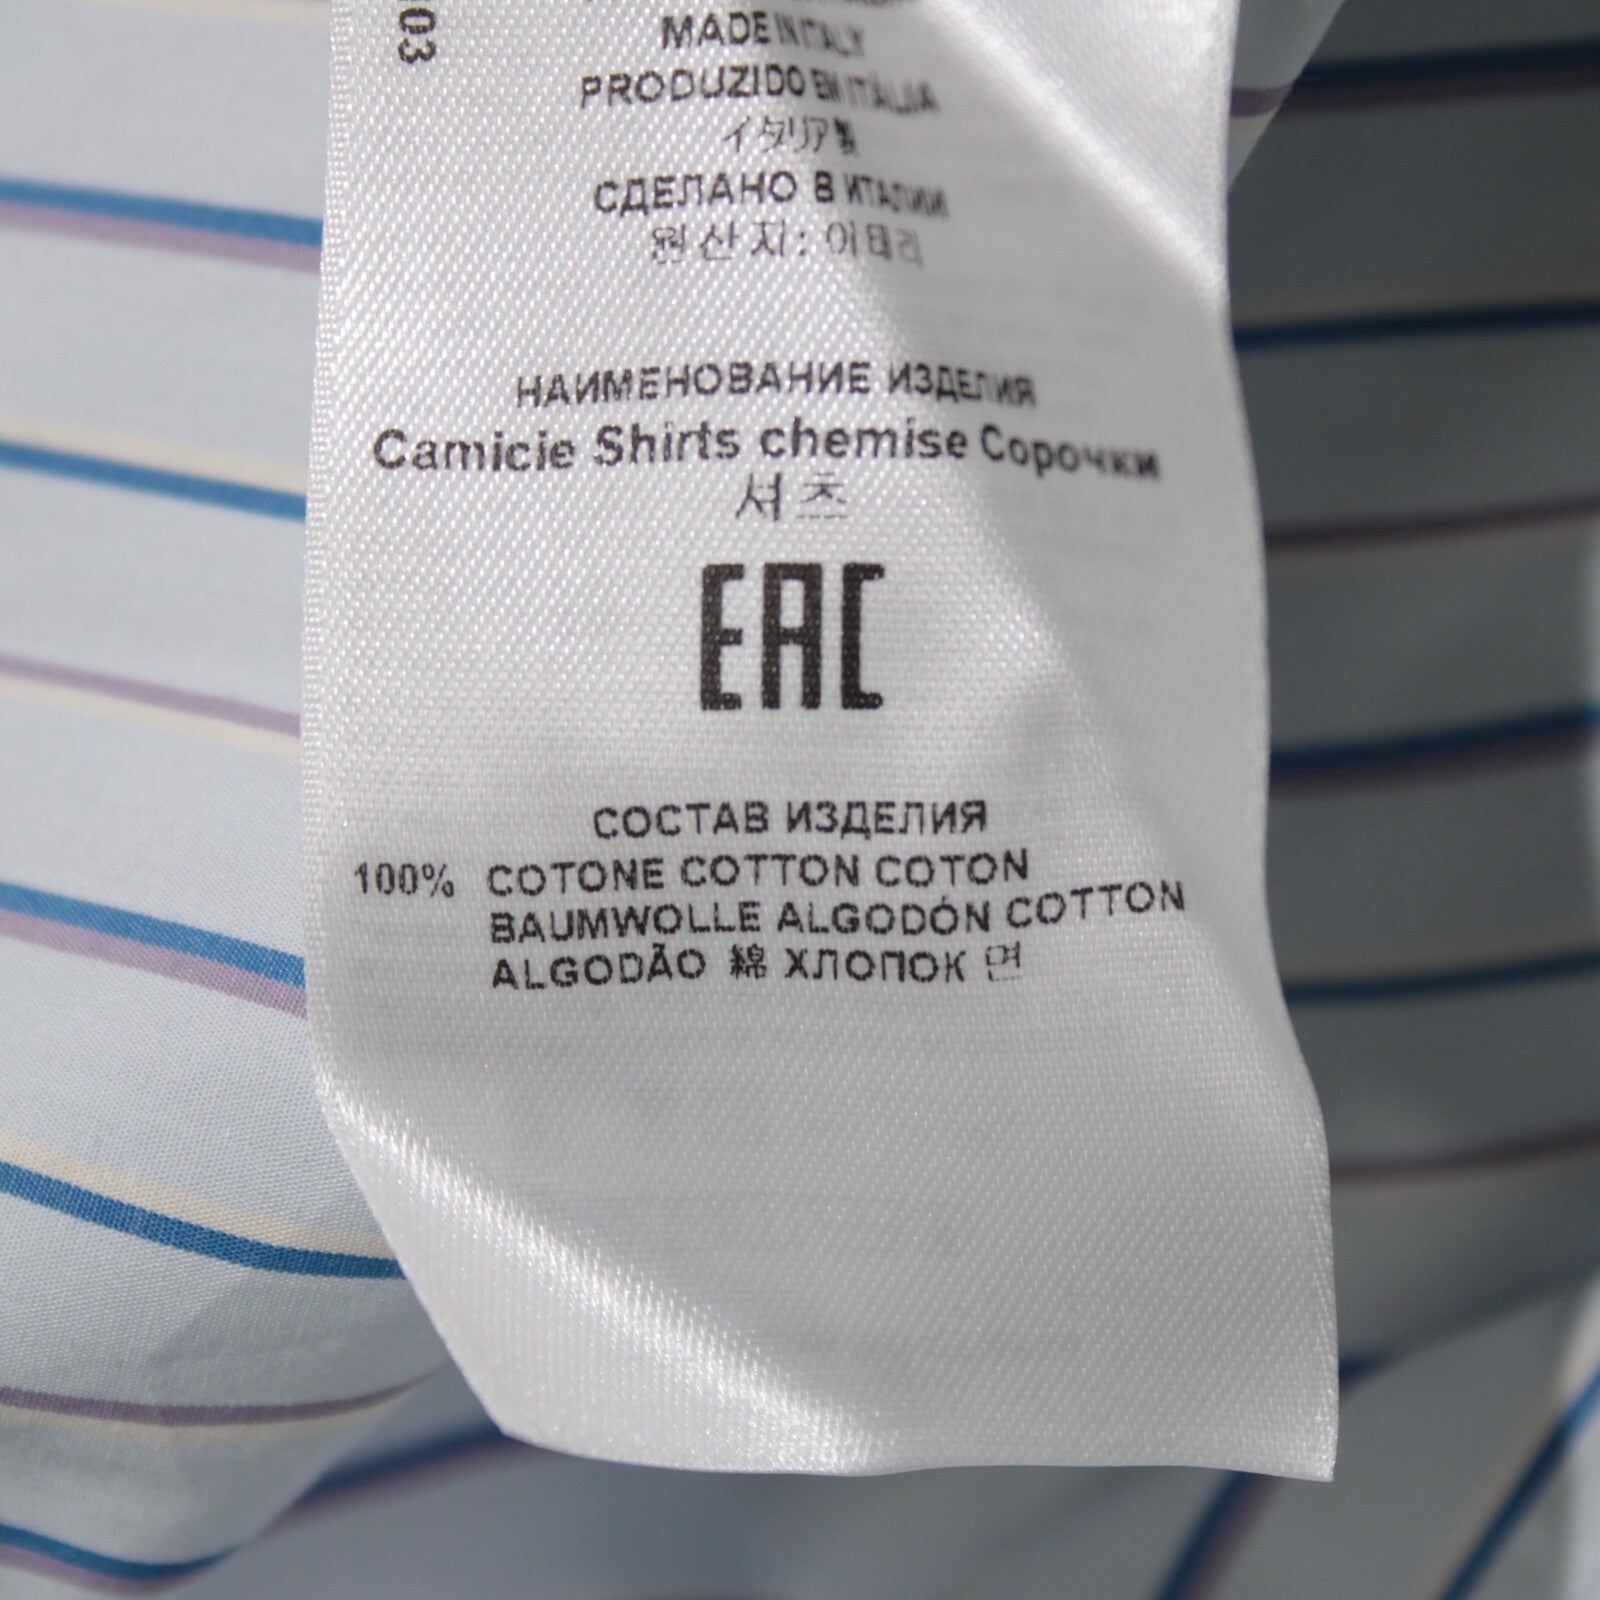 003
MADE IN ITALY
PRODUZIDO EM ITÁLIA
イタリア製
СДЕЛАНО В ИТАЛИИ
원산지: 이태리
НАИМЕНОВАНИЕ ИЗДЕЛИЯ
Camicie Shirts chemise Сорочки
셔츠
EAC
СОСТАВ ИЗДЕЛИЯ
100% COTONE COTTON COTON
BAUMWOLLE ALGODÓN COTTON
ALGODÃO 綿 ХЛОПОК 면